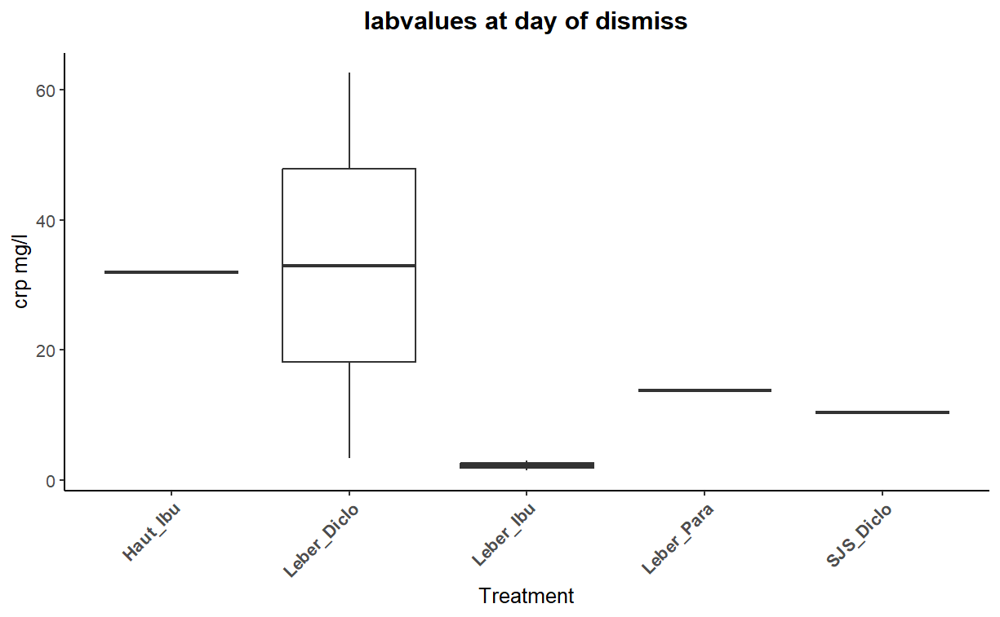 labvalues at day of dismiss
crp mg/l
60
40
20
0
Haut_Ibu
Leber_Diclo
Leber_Ibu
Leber_Para
SJS_Diclo
Treatment